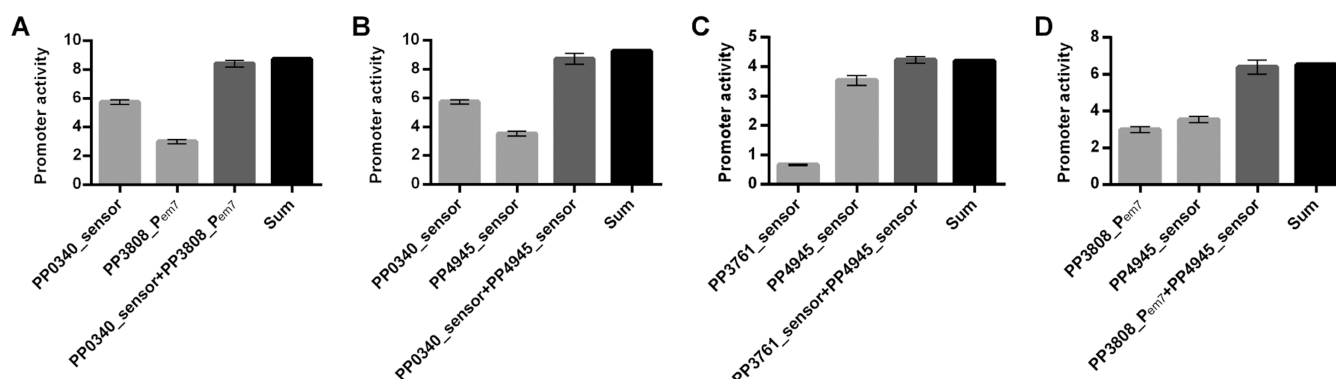 A
Promoter activity
10
8
6
4
2
0
PP0340_sensor
PP3808_Pem7
PP0340_sensor+PP3808_Pem7
Sum
B
Promoter activity
10
8
6
4
2
0
PP0340_sensor
PP4945_sensor
PP0340_sensor+PP4945_sensor
Sum
C
Promoter activity
5
4
3
2
1
0
PP3761_sensor
PP4945_sensor
PP3761_sensor+PP4945_sensor
Sum
D
Promoter activity
8
6
4
2
0
PP3808_Pem7
PP4945_sensor
PP3808_Pem7+PP4945_sensor
Sum